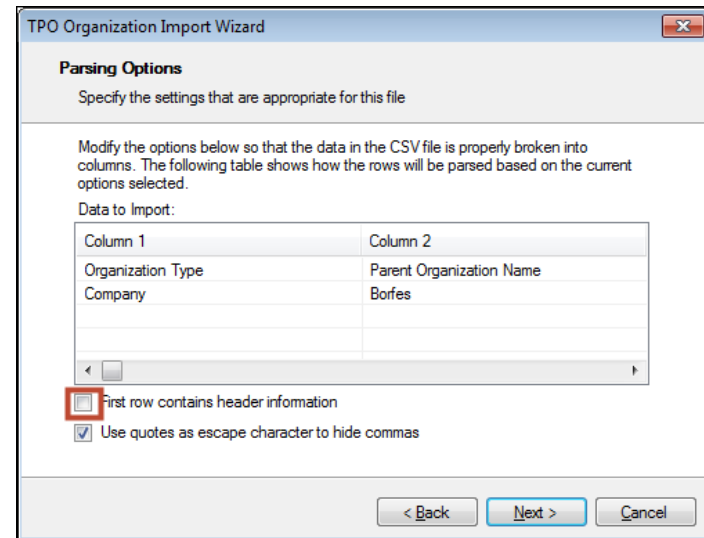 TPO Organization Import Wizard
Parsing Options
Specify the settings that are appropriate for this file
Modify the options below so that the data in the CSV file is properly broken into
columns. The following table shows how the rows will be parsed based on the current
options selected.
Data to Import:
Column 1 Column 2
Organization Type Parent Organization Name
Company Borfes
First row contains header information
Use quotes as escape character to hide commas
< Back Next > Cancel